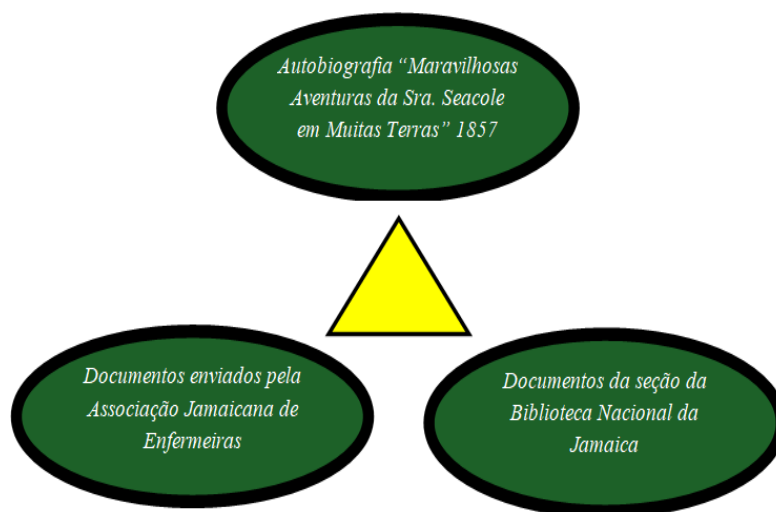 Autobiografia “Maravilhosas
Aventuras da Sra. Seacole
em Muitas Terras” 1857
Documentos enviados pela
Associação Jamaicana de
Enfermeiras
Documentos da seção da
Biblioteca Nacional da
Jamaica